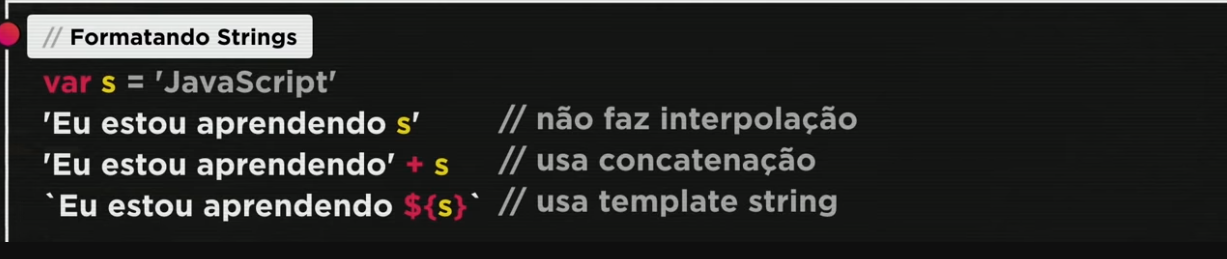 // Formatando Strings
var s = 'JavaScript'
'Eu estou aprendendo s' // não faz interpolação
'Eu estou aprendendo' + s // usa concatenação
`Eu estou aprendendo ${s}` // usa template string